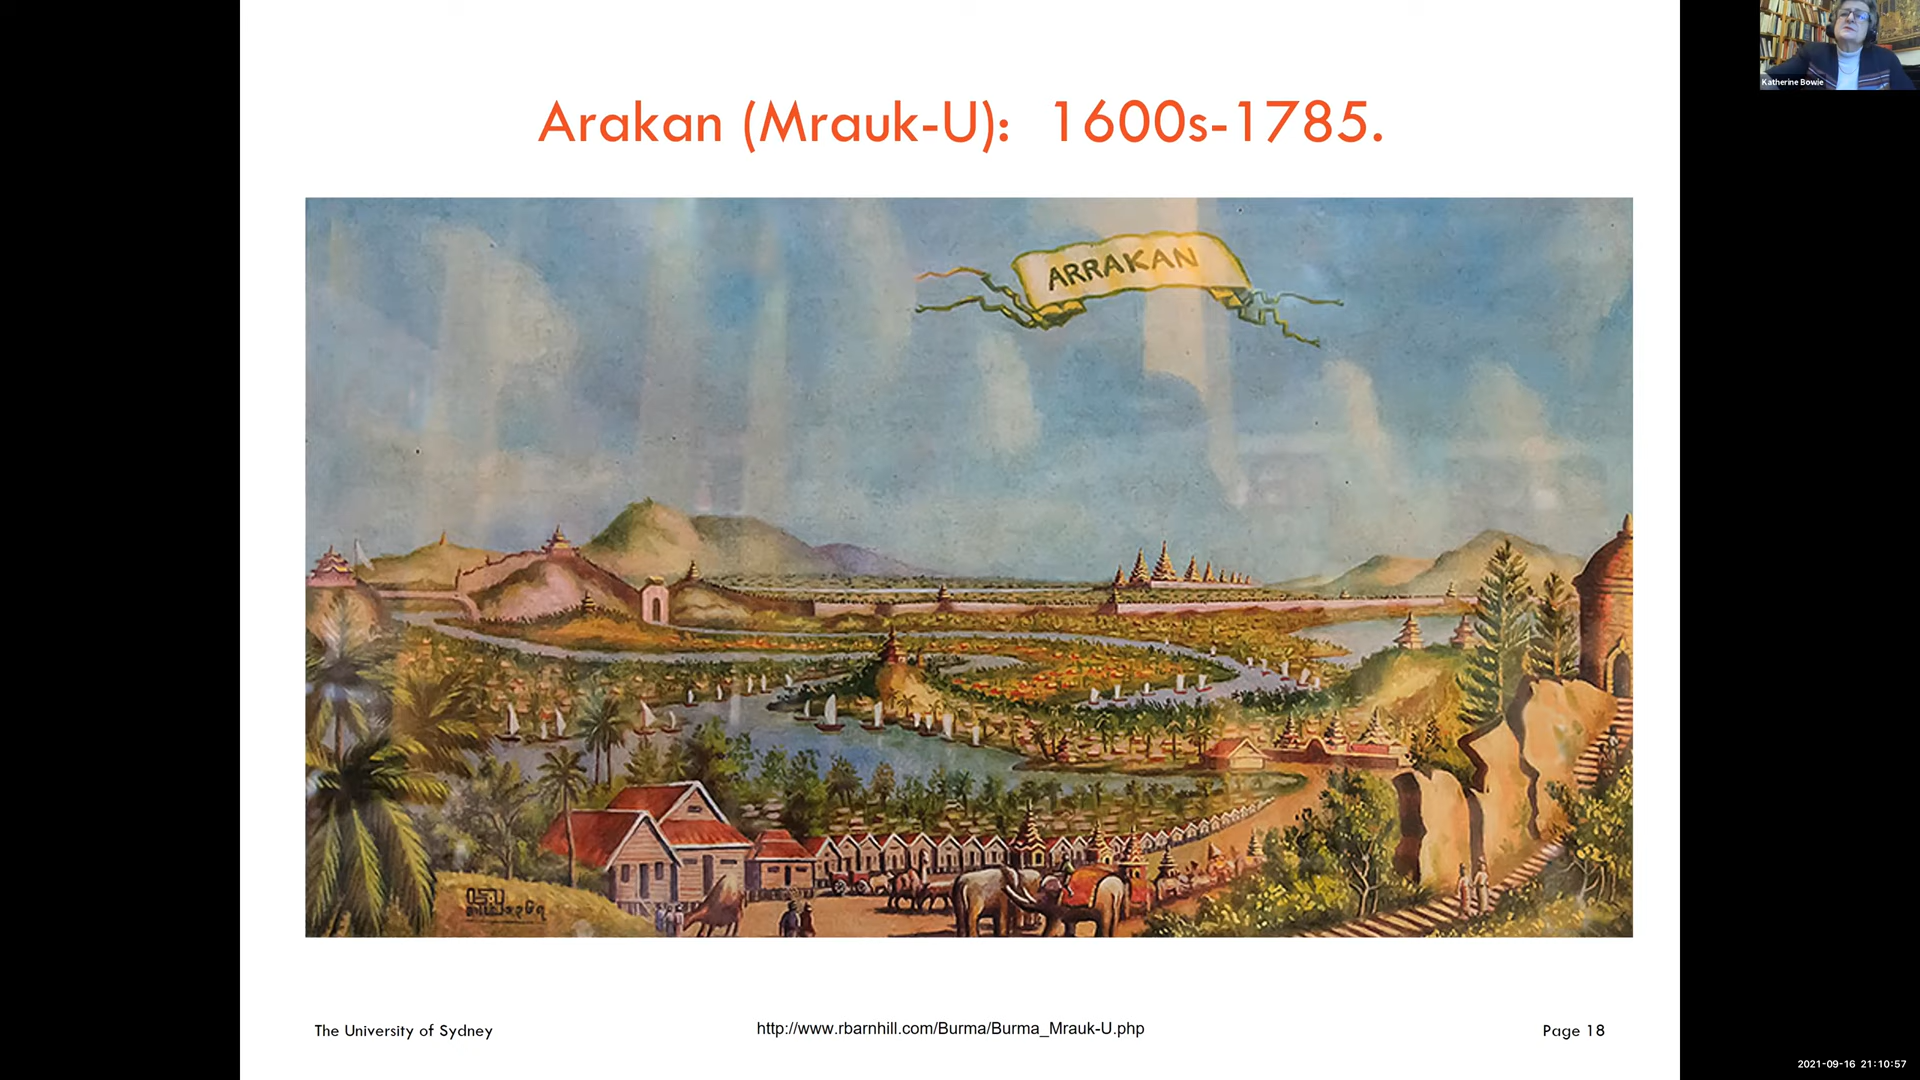 Katherine Bowie
Arakan (Mrauk-U): 1600s-1785.
ARRAKAN
The University of Sydney
http://www.rbarnhill.com/Burma/Burma_Mrauk-U.php
Page 18
2021-09-16 21:10:57